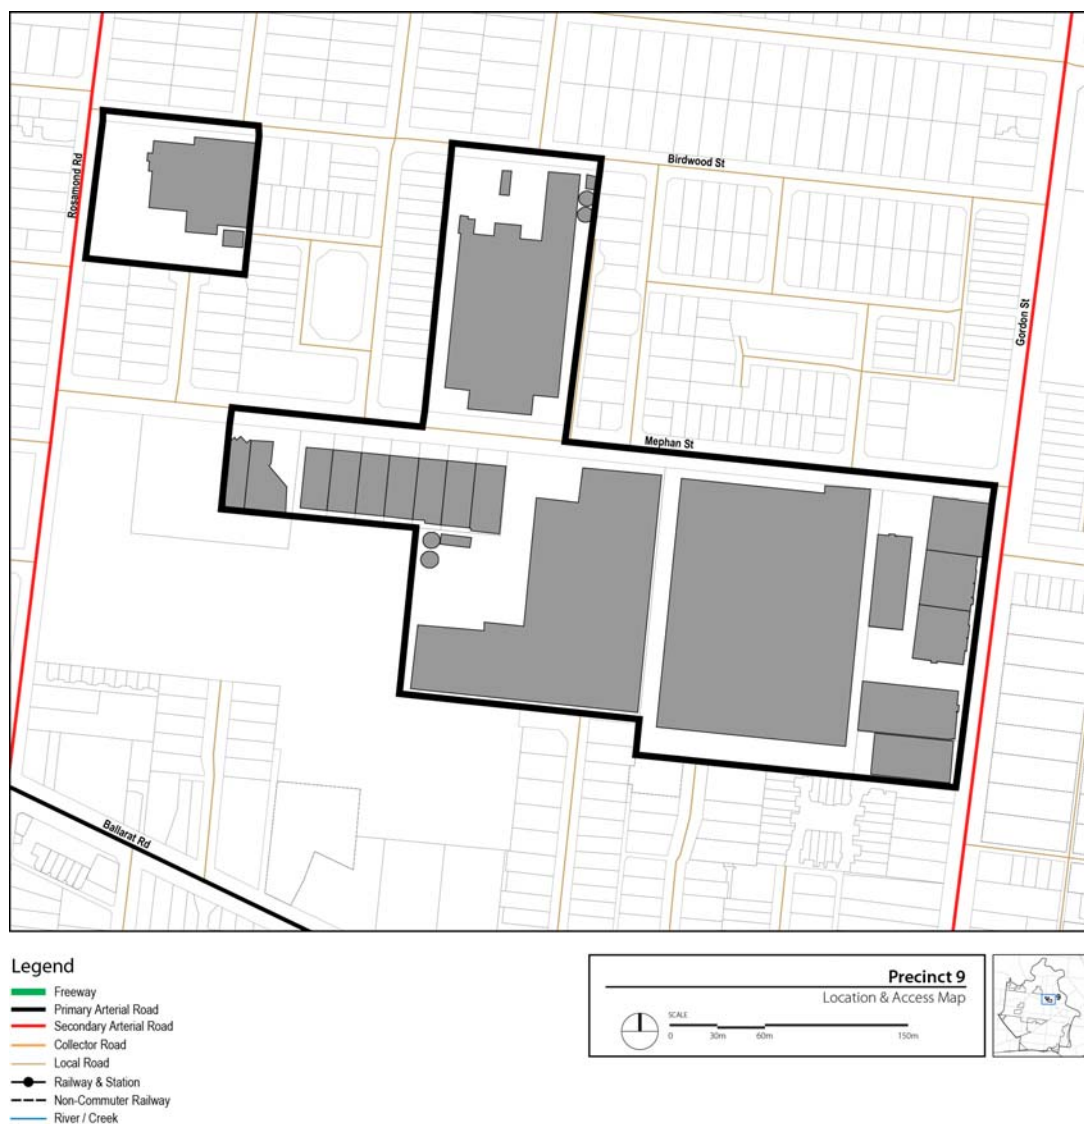 Birdwood St
Rosamond Rd
Gordon St
Mephan St
Ballarat Rd
Legend
Freeway
Primary Arterial Road
Secondary Arterial Road
Collector Road
Local Road
Railway & Station
Non-Commuter Railway
River / Creek
Precinct 9
Location & Access Map
SCALE
0 30m 60m 150m
9